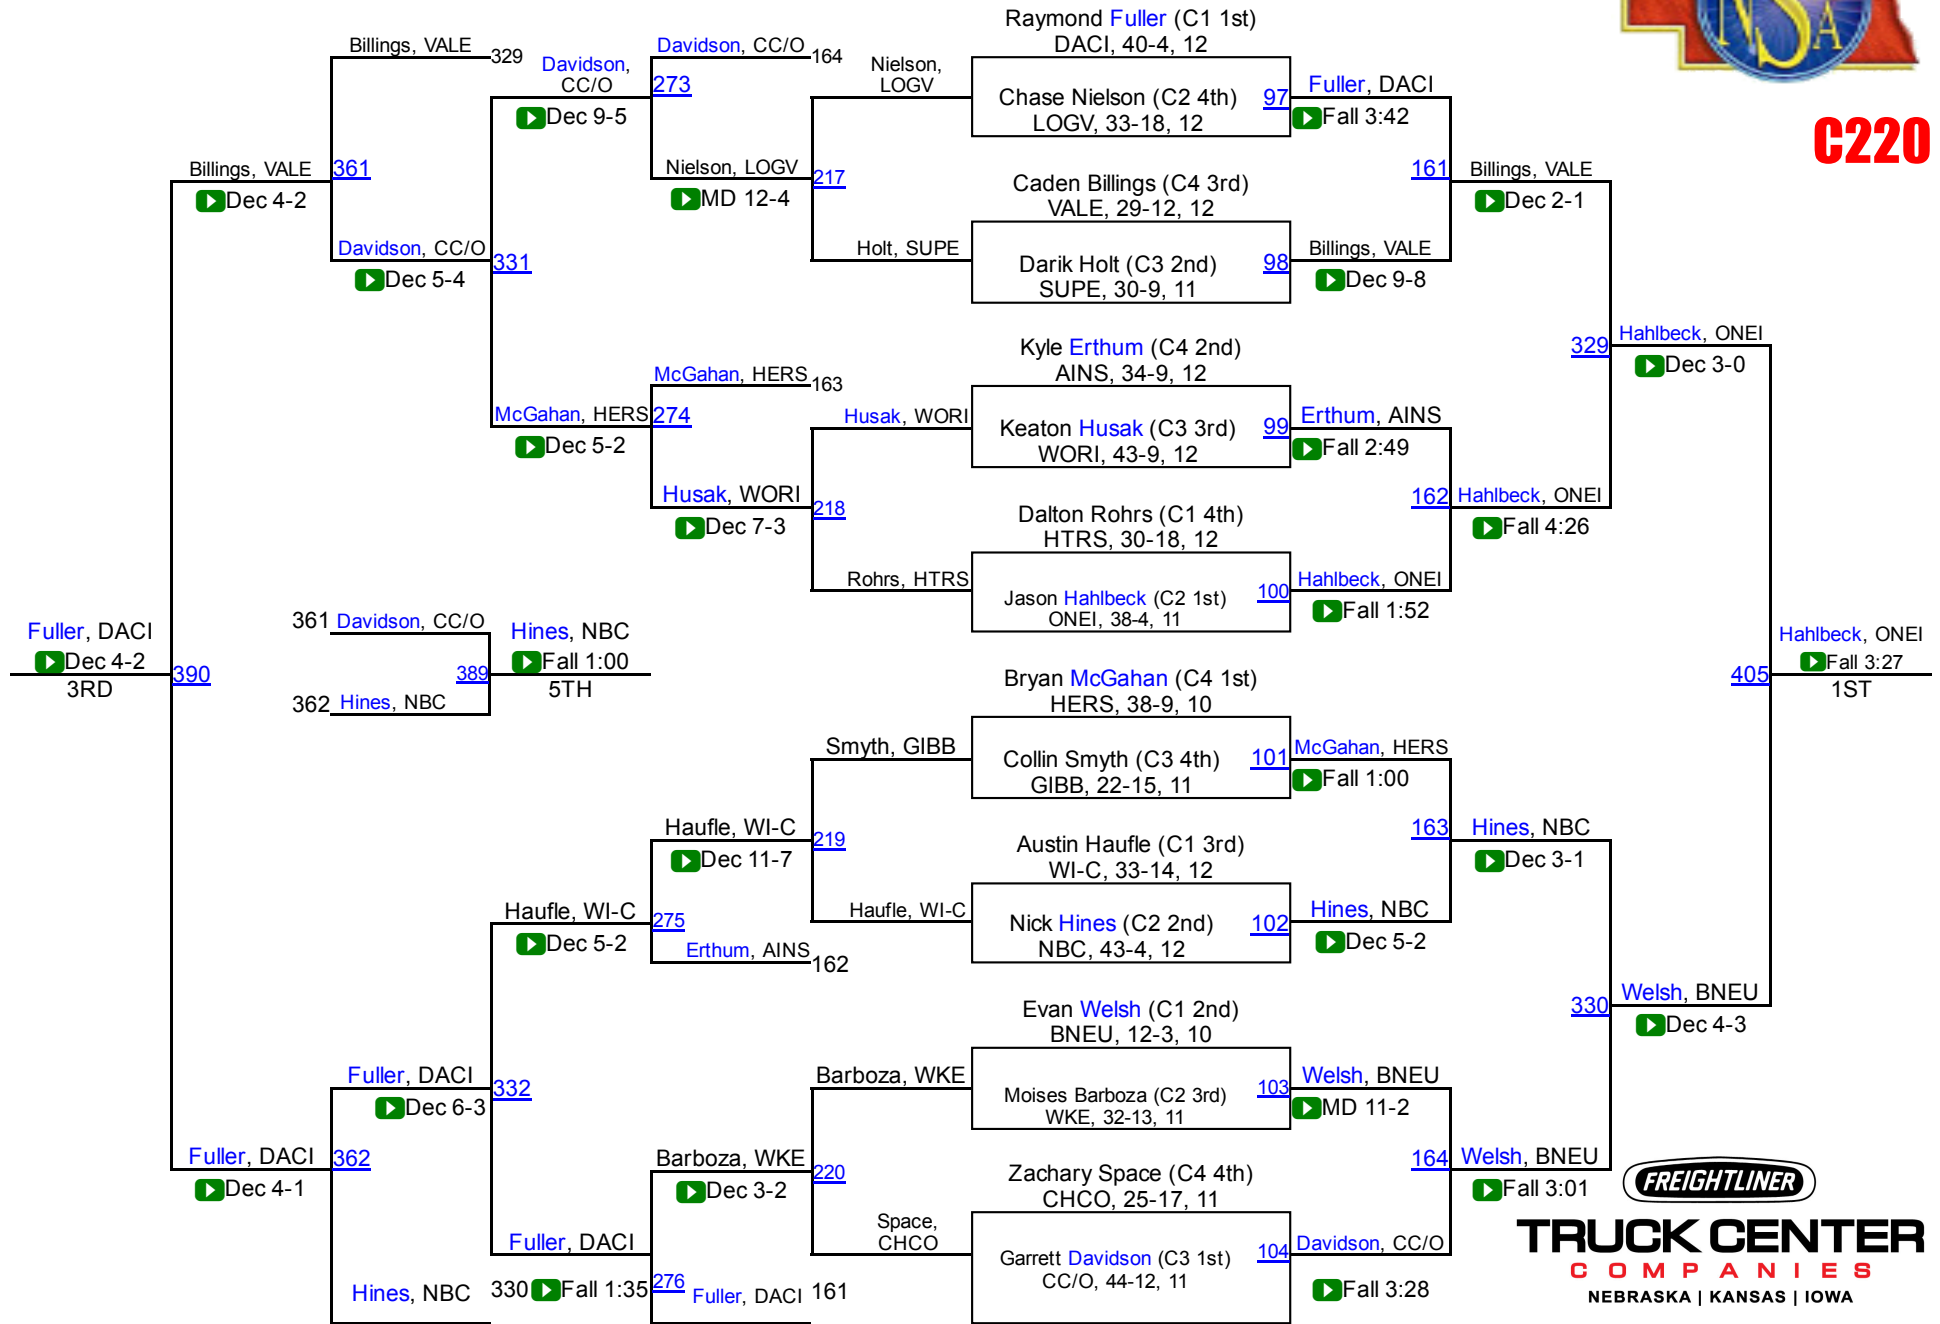 NSA
C220
Raymond Fuller (C1 1st)
DACI, 40-4, 12
Chase Nielson (C2 4th)
LOGV, 33-18, 12
97
Caden Billings (C4 3rd)
VALE, 29-12, 12
Darik Holt (C3 2nd)
SUPE, 30-9, 11
98
Kyle Erthum (C4 2nd)
AINS, 34-9, 12
Keaton Husak (C3 3rd)
WORI, 43-9, 12
99
Dalton Rohrs (C1 4th)
HTRS, 30-18, 12
Jason Hahlbeck (C2 1st)
ONEI, 38-4, 11
100
Bryan McGahan (C4 1st)
HERS, 38-9, 10
Collin Smyth (C3 4th)
GIBB, 22-15, 11
101
Austin Haufle (C1 3rd)
WI-C, 33-14, 12
Nick Hines (C2 2nd)
NBC, 43-4, 12
102
Evan Welsh (C1 2nd)
BNEU, 12-3, 10
Moises Barboza (C2 3rd)
WKE, 32-13, 11
103
Zachary Space (C4 4th)
CHCO, 25-17, 11
Garrett Davidson (C3 1st)
CC/O, 44-12, 11
104
Fuller, DACI
Fall 3:42
Billings, VALE
Dec 9-8
Erthum, AINS
Fall 2:49
Hahlbeck, ONEI
Fall 1:52
McGahan, HERS
Fall 1:00
Hines, NBC
Dec 5-2
Welsh, BNEU
MD 11-2
Davidson, CC/O
Fall 3:28
161
Billings, VALE
Dec 2-1
162
Hahlbeck, ONEI
Fall 4:26
163
Hines, NBC
Dec 3-1
164
Welsh, BNEU
Fall 3:01
329
Hahlbeck, ONEI
Dec 3-0
330
Welsh, BNEU
Dec 4-3
405
Hahlbeck, ONEI
Fall 3:27
1ST
Nielson,
LOGV
Holt, SUPE
217
Husak, WORI
Rohrs, HTRS
218
Smyth, GIBB
Haufle, WI-C
219
Barboza, WKE
Space,
CHCO
220
Davidson, CC/O
164
273
Nielson, LOGV
MD 12-4
McGahan, HERS
163
274
Husak, WORI
Dec 7-3
Haufle, WI-C
Dec 11-7
275
Erthum, AINS
162
Barboza, WKE
Dec 3-2
276
Fuller, DACI
161
Davidson,
CC/O
Dec 9-5
331
McGahan, HERS
Dec 5-2
Haufle, WI-C
Dec 5-2
332
Fuller, DACI
Fall 1:35
Billings, VALE
329
361
Davidson, CC/O
Dec 5-4
Fuller, DACI
Dec 6-3
362
Hines, NBC
330
Billings, VALE
Dec 4-2
Fuller, DACI
Dec 4-1
390
Fuller, DACI
Dec 4-2
3RD
361
Davidson, CC/O
362
Hines, NBC
389
Hines, NBC
Fall 1:00
5TH
FREIGHTLINER
TRUCK CENTER
COMPANIES
NEBRASKA | KANSAS | IOWA